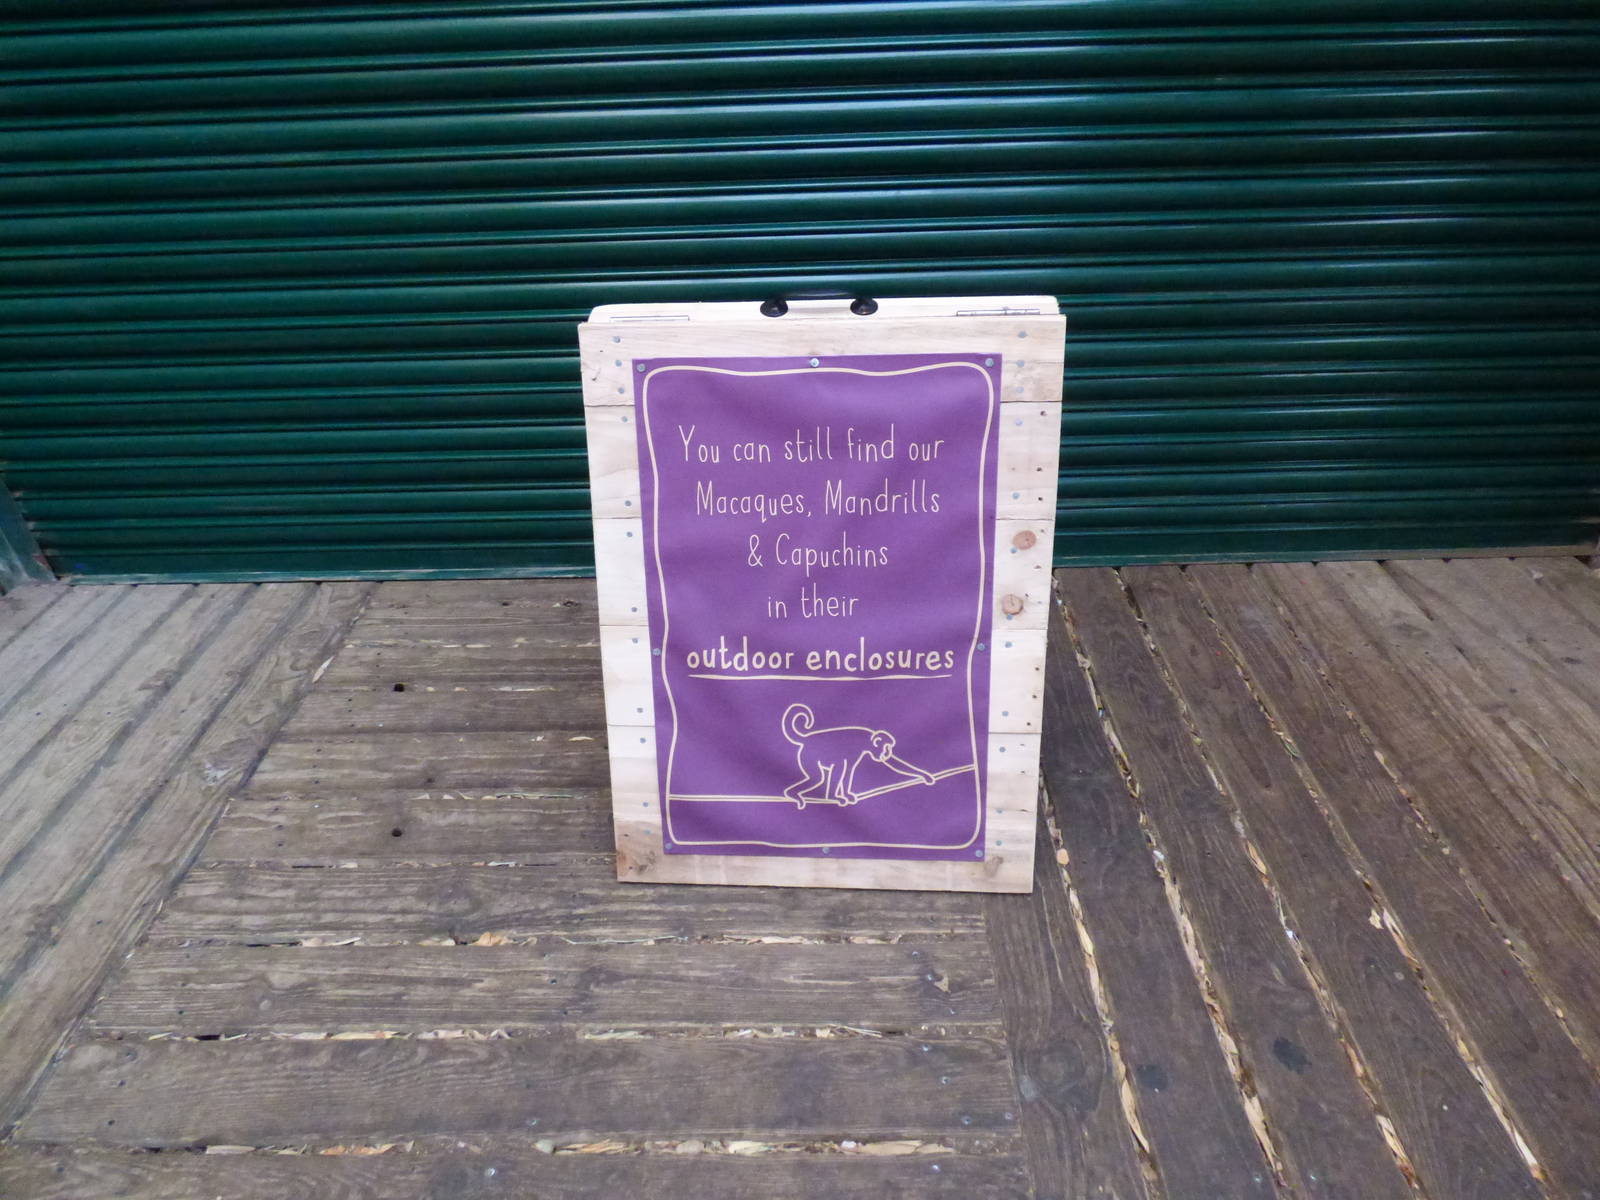 You can still find our
Macaques, Mandrills
& Capuchins
in their
outdoor enclosures